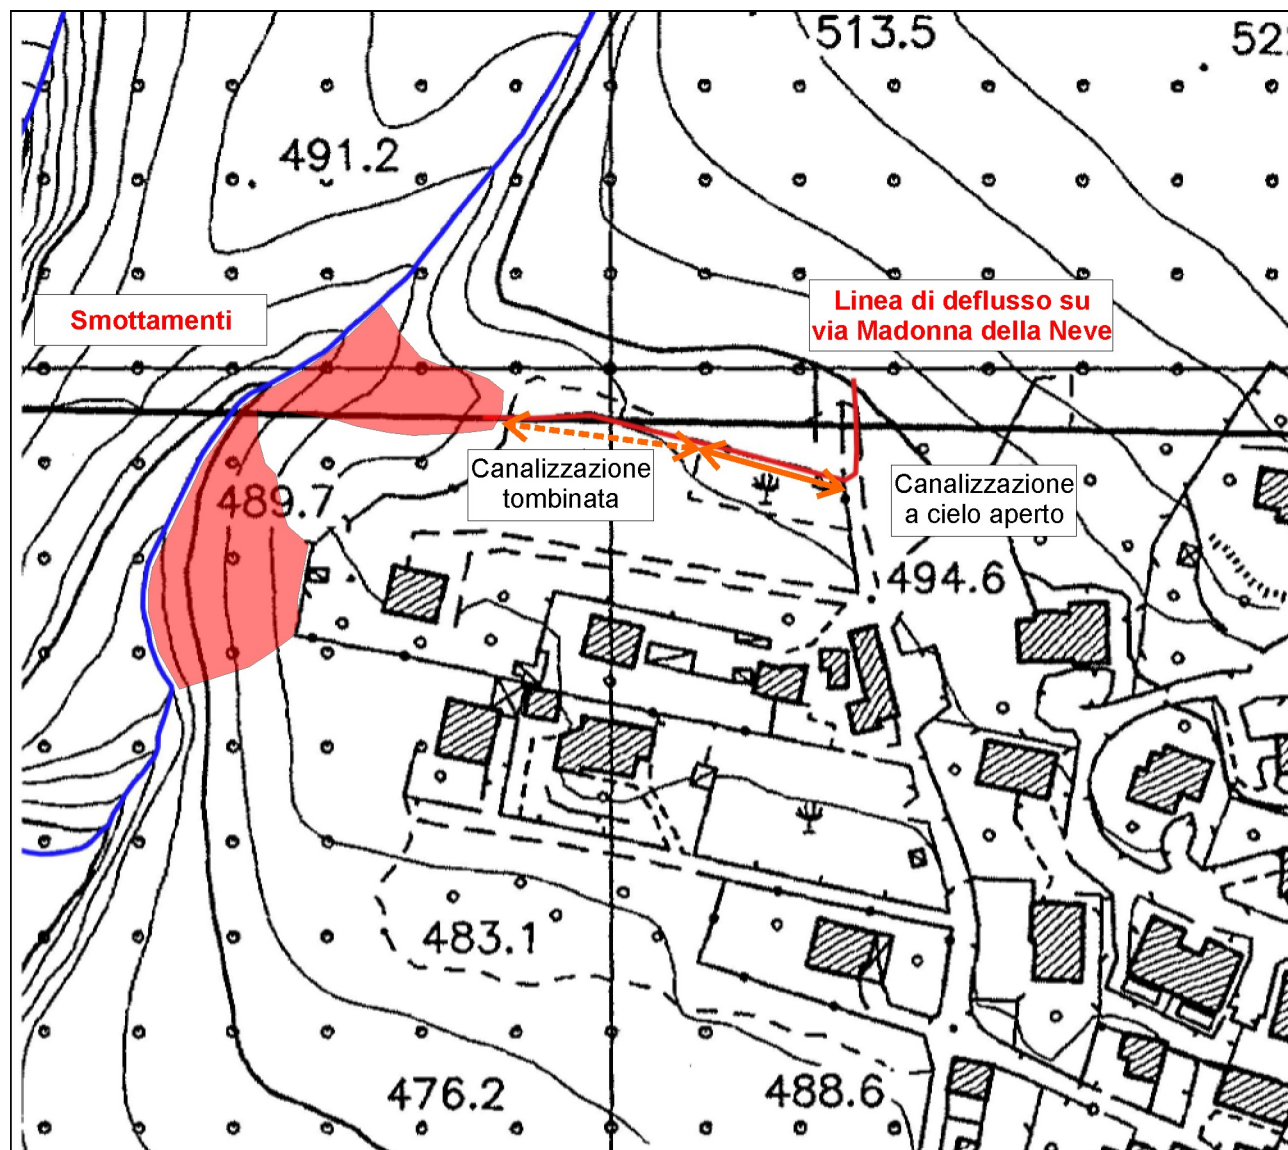 513.5
52
491.2
Smottamenti
Linea di deflusso su
via Madonna della Neve
Canalizzazione
tombinata
Canalizzazione
a cielo aperto
489.7
494.6
483.1
476.2
488.6